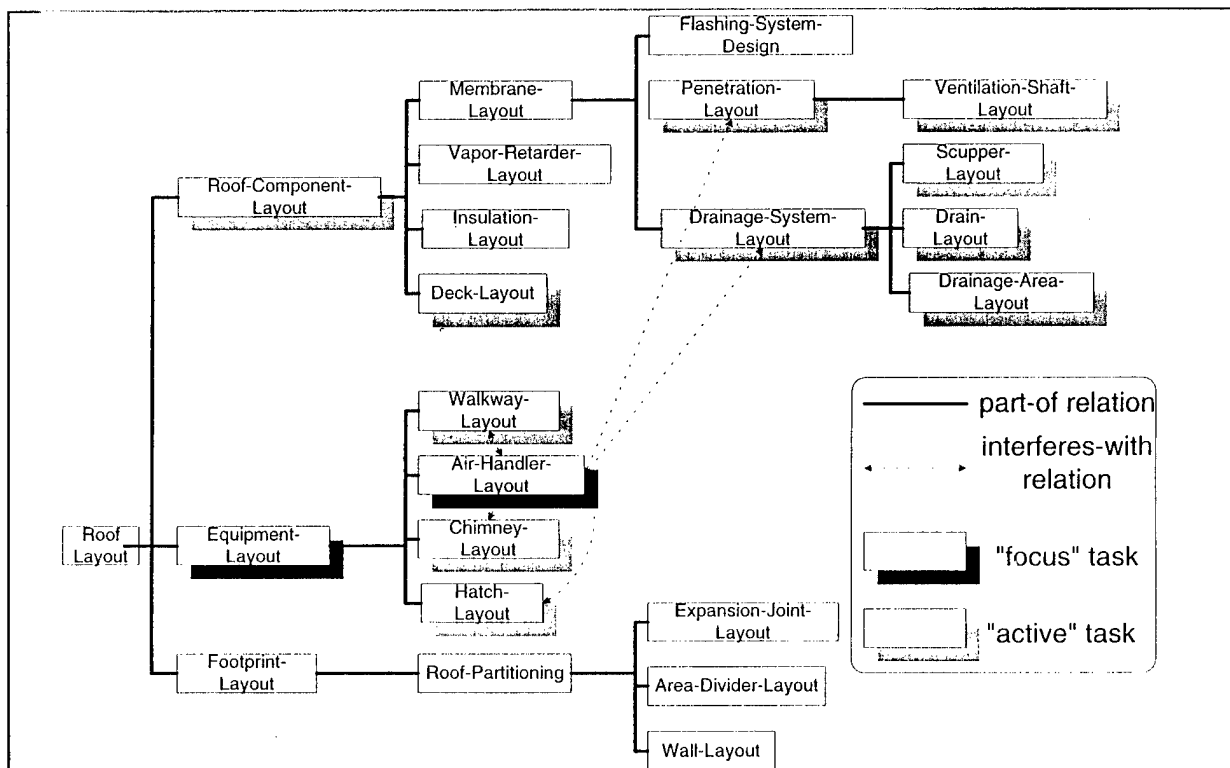 Flashing-System-
Design
Membrane-
Layout
Penetration-
Layout
Ventilation-Shaft-
Layout
Vapor-Retarder-
Layout
Scupper-
Layout
Roof-Component-
Layout
Insulation-
Layout
Drainage-System-
Layout
Drain-
Layout
Deck-Layout
Drainage-Area-
Layout
Walkway-
Layout
Air-Handler-
Layout
Roof
Layout
Equipment-
Layout
Chimney-
Layout
Hatch-
Layout
Expansion-Joint-
Layout
Footprint-
Layout
Roof-Partitioning
Area-Divider-Layout
Wall-Layout
part-of relation
interferes-with
relation
"focus" task
"active" task